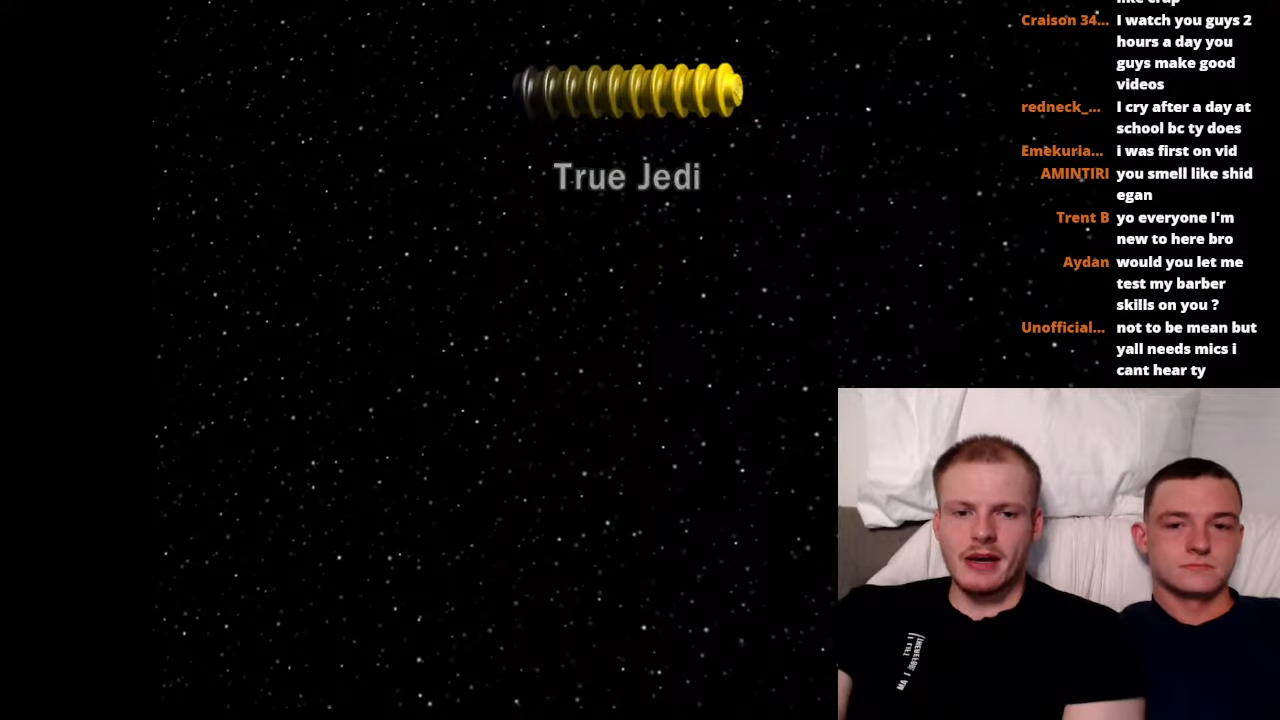 True Jedi
like crap
Craison 34... I watch you guys 2
hours a day you
guys make good
videos
redneck_... I cry after a day at
school bc ty does
Emekuria... i was first on vid
AMINTIRI you smell like shid
egan
Trent B yo everyone I'm
new to here bro
Aydan would you let me
test my barber
skills on you ?
Unofficial... not to be mean but
yall needs mics i
cant hear ty